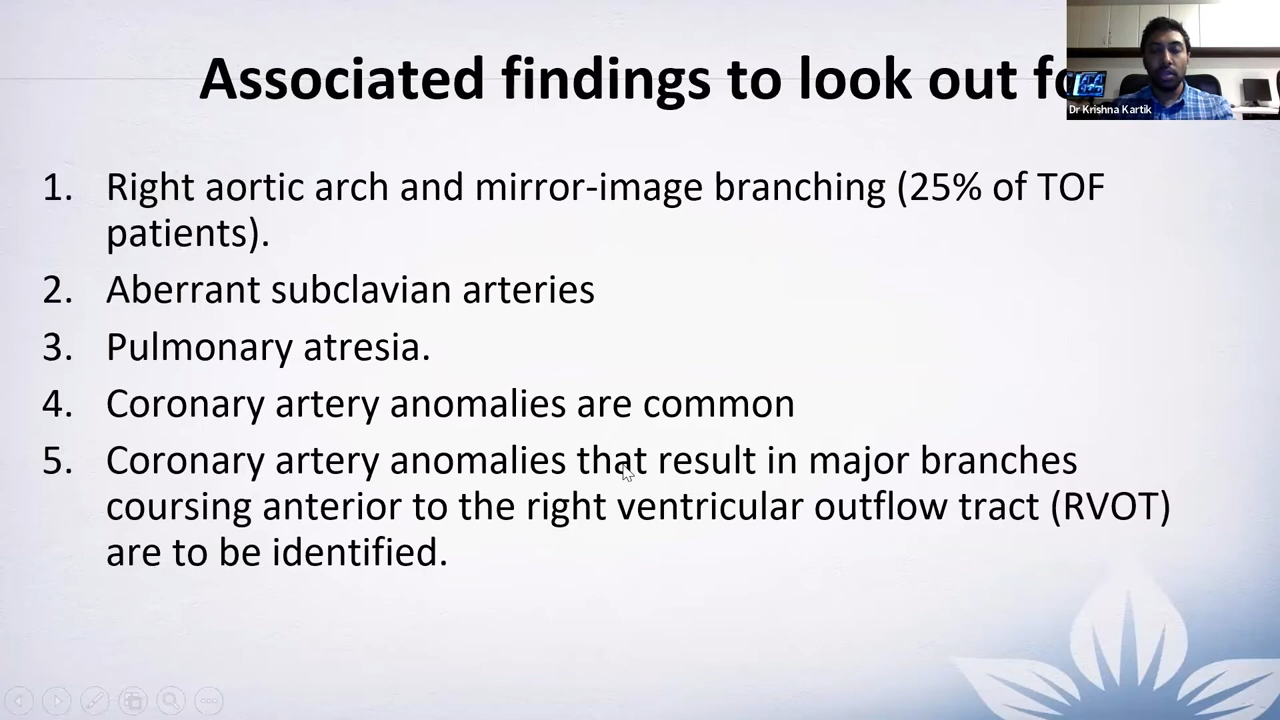 Associated findings to look out
Dr Krishna Kartik
1. Right aortic arch and mirror-image branching (25% of TOF
patients).
2. Aberrant subclavian arteries
3. Pulmonary atresia.
4. Coronary artery anomalies are common
5. Coronary artery anomalies that result in major branches
coursing anterior to the right ventricular outflow tract (RVOT)
are to be identified.